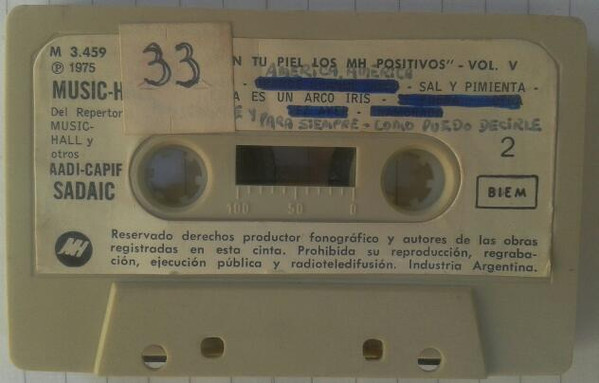 M 3.459
℗ 1975
33
N TU PIEL LOS MH POSITIVOS" - VOL. V
AMERICA, AMERICA
MUSIC-H
- SAL Y PIMIENTA -
A ES UN ARCO IRIS -
Del Repertor
MUSIC-
HALL y
otros
E Y
PARA SIEMPRE - COMO PUEDO DECIRLE
AADI-CAPIF
SADAIC
2
BIEM
100 50 0
MH
Reservado derechos productor fonográfico y autores de las obras
registradas en esta cinta. Prohibida su reproducción, regraba-
ción, ejecución pública y radioteledifusión. Industria Argentina.